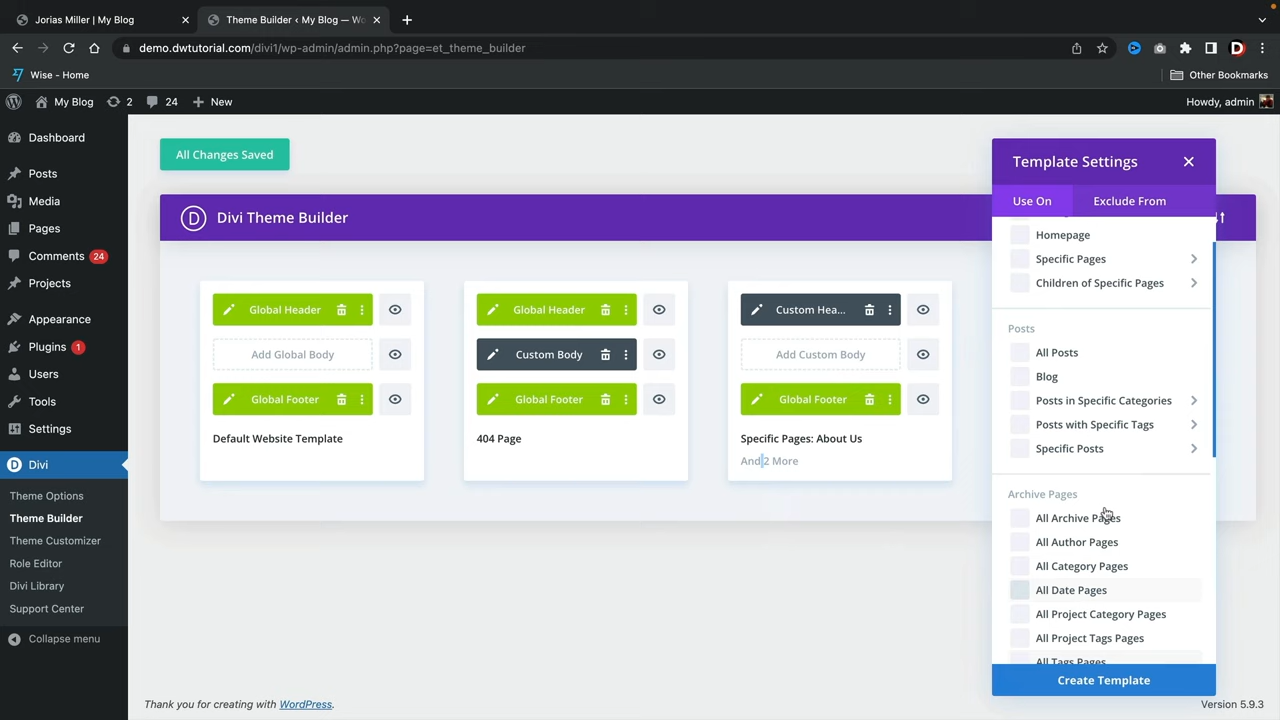 Jorias Miller | My Blog
Theme Builder ‹ My Blog — Wo
demo.dwtutorial.com/divi1/wp-admin/admin.php?page=et_theme_builder
D
Wise - Home
Other Bookmarks
My Blog
2
24
New
Howdy, admin
Dashboard
Posts
Media
Pages
Comments 24
Projects
Appearance
Plugins 1
Users
Tools
Settings
D Divi
Theme Options
Theme Builder
Theme Customizer
Role Editor
Divi Library
Support Center
Collapse menu
All Changes Saved
D Divi Theme Builder
Global Header
Add Global Body
Global Footer
Default Website Template
Global Header
Custom Body
Global Footer
404 Page
Custom Hea...
Add Custom Body
Global Footer
Specific Pages: About Us
And 2 More
Template Settings
Use On
Exclude From
Homepage
Specific Pages
Children of Specific Pages
Posts
All Posts
Blog
Posts in Specific Categories
Posts with Specific Tags
Specific Posts
Archive Pages
All Archive Pages
All Author Pages
All Category Pages
All Date Pages
All Project Category Pages
All Project Tags Pages
All Tags Pages
Create Template
Thank you for creating with WordPress.
Version 5.9.3